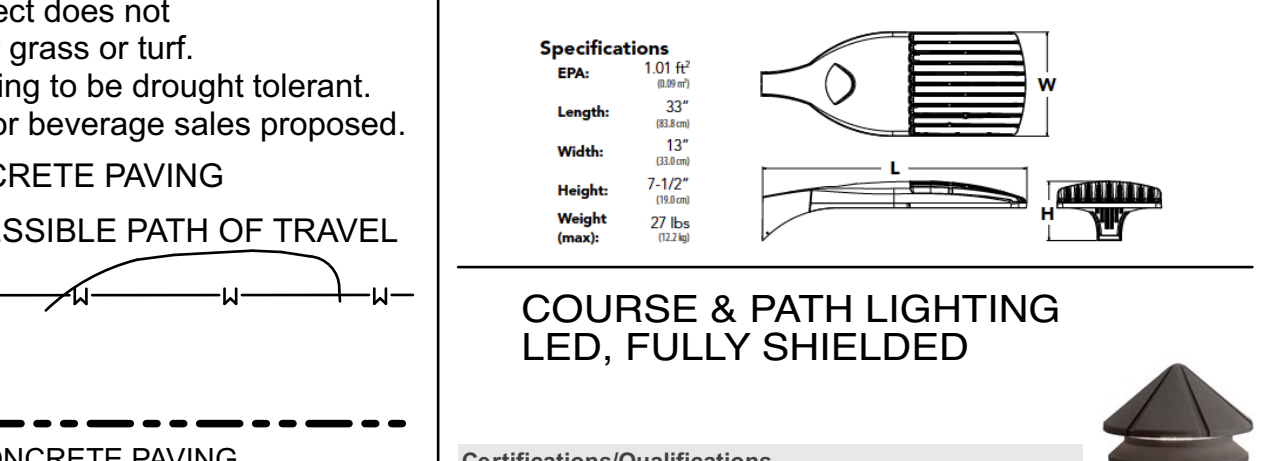 ect does not
grass or turf.
ing to be drought tolerant.
or beverage sales proposed.
CRETE PAVING
ESSIBLE PATH OF TRAVEL
W W W
ONCRETE PAVING
Specifications
EPA: 1.01 ft²
(0.09 m²)
Length: 33"
(83.8 cm)
Width: 13"
(33.0 cm)
Height: 7-1/2"
(19.0 cm)
Weight
(max): 27 lbs
(12.2 kg)
W
L
H
COURSE & PATH LIGHTING
LED, FULLY SHIELDED
Certifications/Qualifications